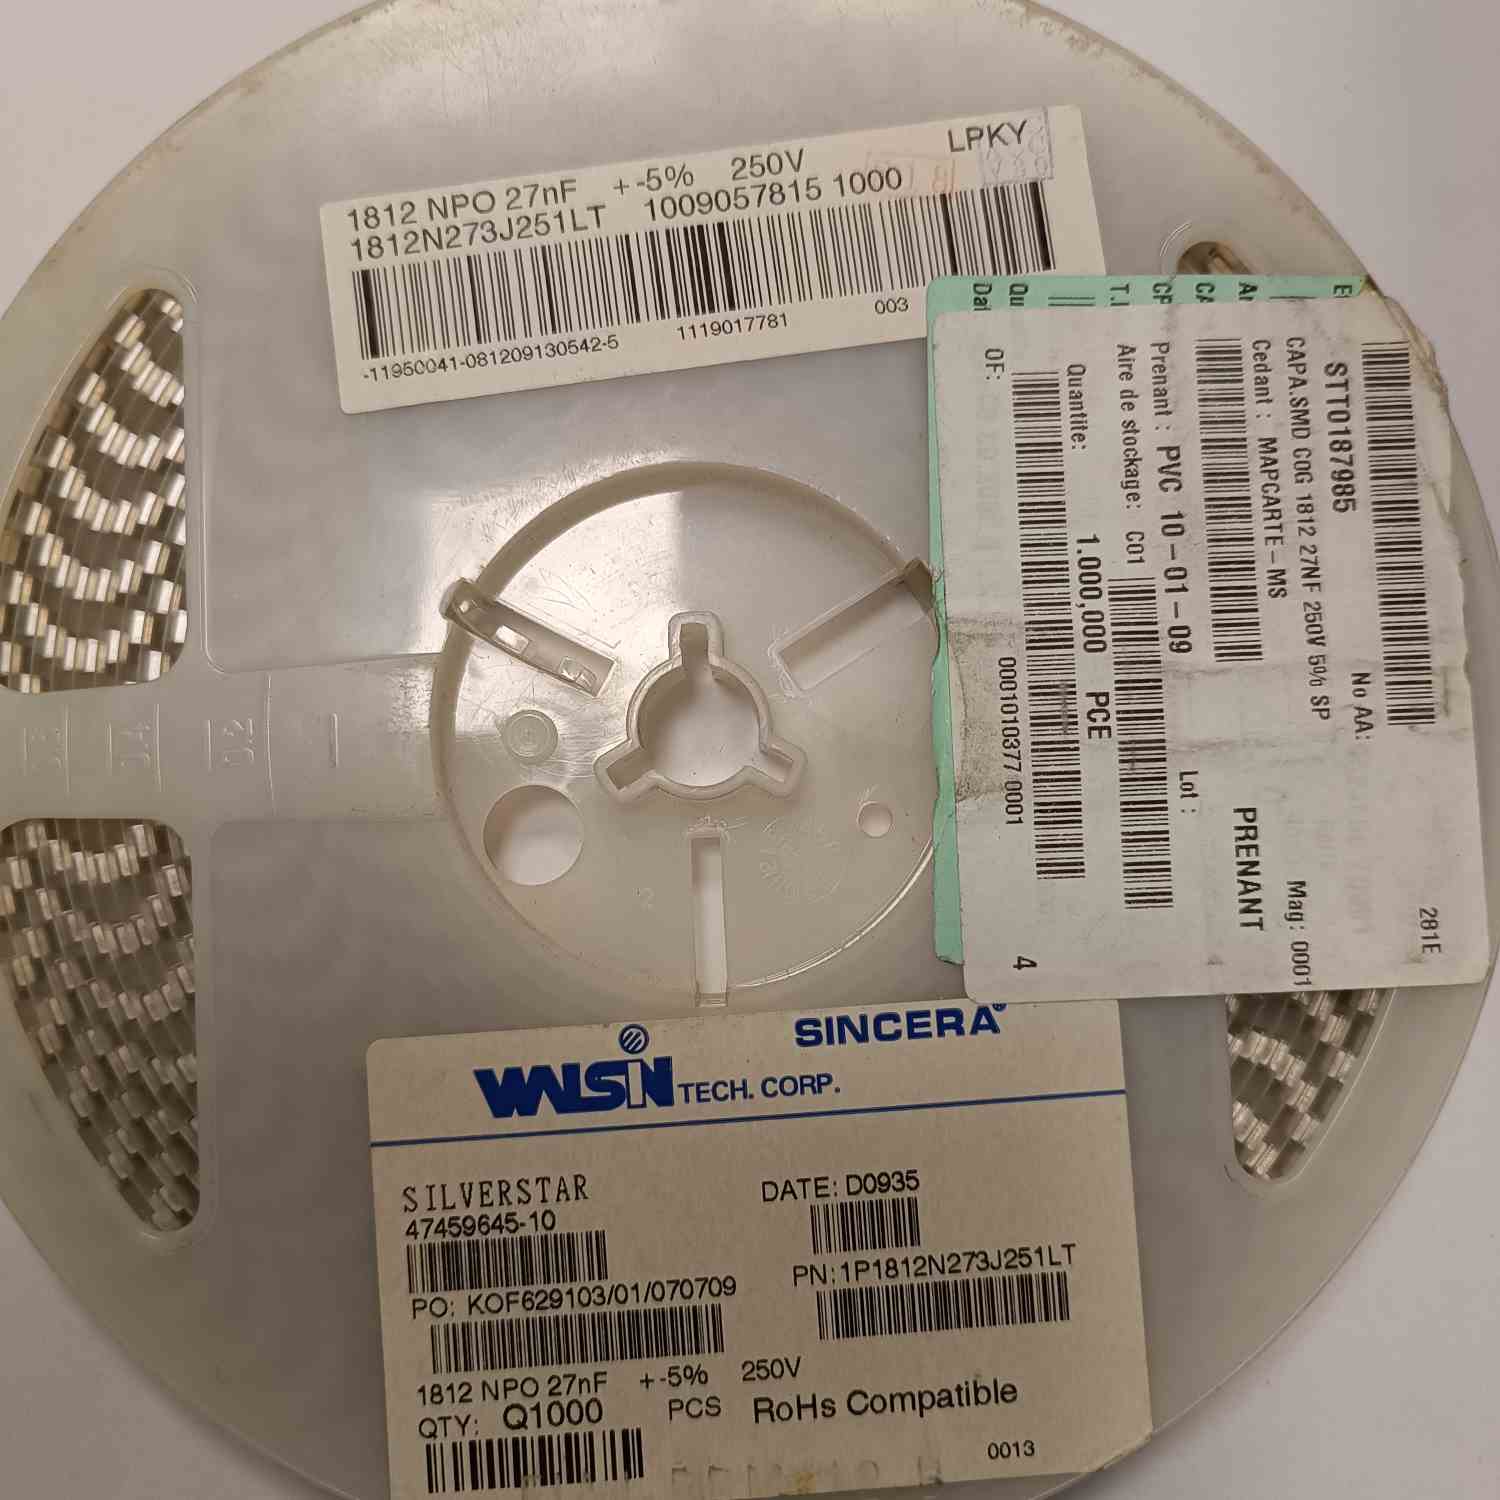 LPKY
1812 NPO 27nF +-5% 250V
1812N273J251LT 1009057815 1000
-11950041-081209130542-5 1119017781 003
281E
STT0187985 No AA:
CAPA.SMD COG 1812 27NF 250V 5% SP Mag: 0001
Cedant : MAPCARTE-MS PRENANT
Prenant : PVC 10-01-09 Lot :
Aire de stockage: C01
Quantite: 1.000,000 PCE
OF: 0001010377 0001 4
Qu
T.I
WALSIN TECH. CORP. SINCERA®
SILVERSTAR DATE: D0935
47459645-10
PN:1P1812N273J251LT
PO: KOF629103/01/070709
1812 NPO 27nF +-5% 250V
QTY: Q1000 PCS RoHs Compatible
0013
2